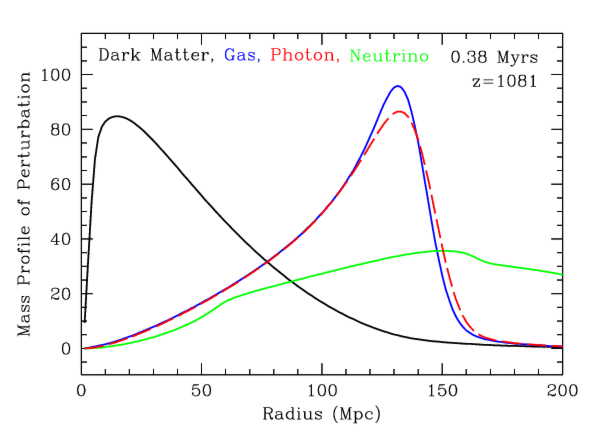 Dark Matter, Gas, Photon, Neutrino 0.38 Myrs
z=1081
Mass Profile of Perturbation
100
80
60
40
20
0
0 50 100 150 200
Radius (Mpc)